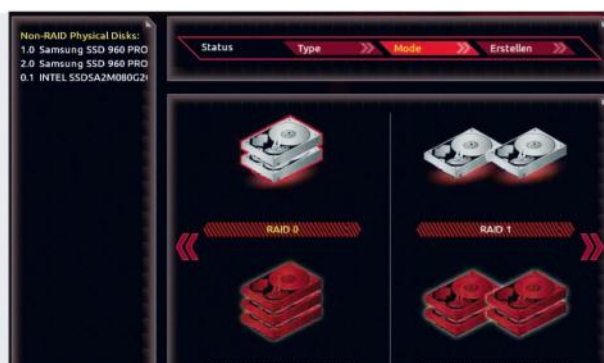 Non-RAID Physical Disks:
1.0 Samsung SSD 960 PRO
2.0 Samsung SSD 960 PRO
0.1 INTEL SSDSA2M080G2
Status
Type
Mode
Erstellen
RAID 0
RAID 1